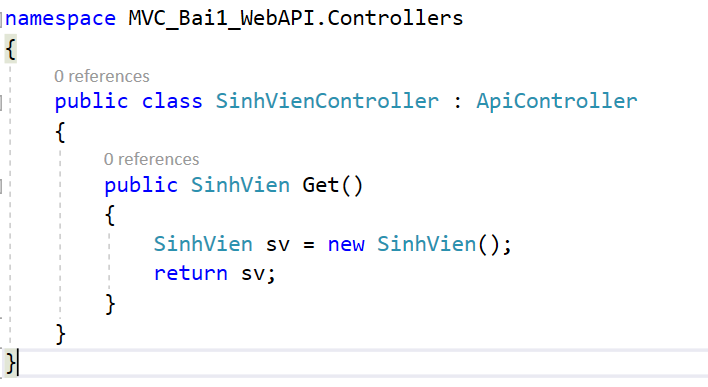 namespace MVC_Bai1_WebAPI.Controllers
{
0 references
public class SinhVienController : ApiController
{
0 references
public SinhVien Get()
{
SinhVien sv = new SinhVien();
return sv;
}
}
}